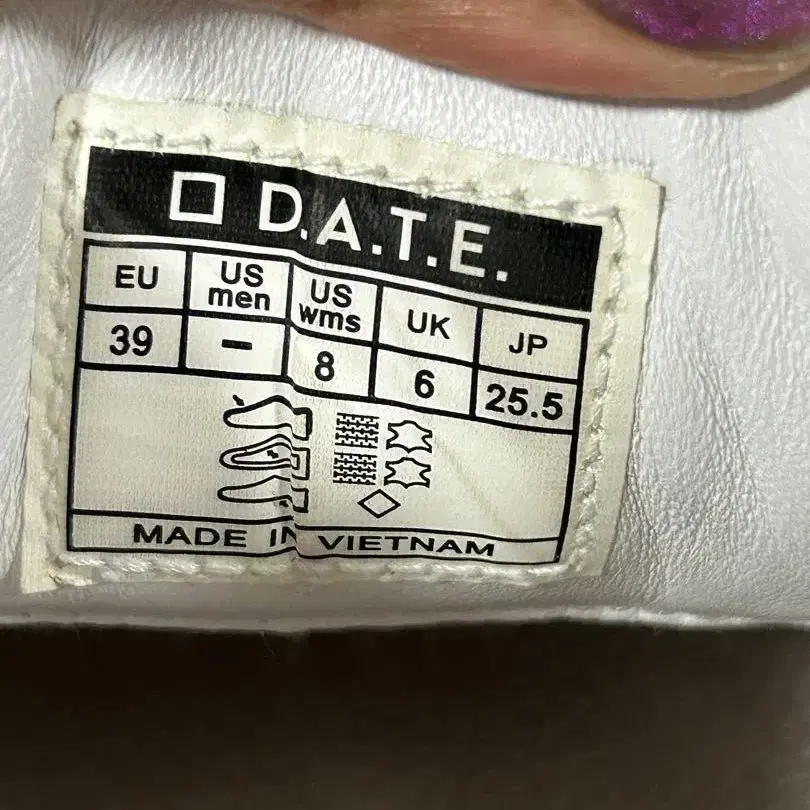 D.A.T.E.
EU US men US wms UK JP
39 – 8 6 25.5
MADE IN VIETNAM